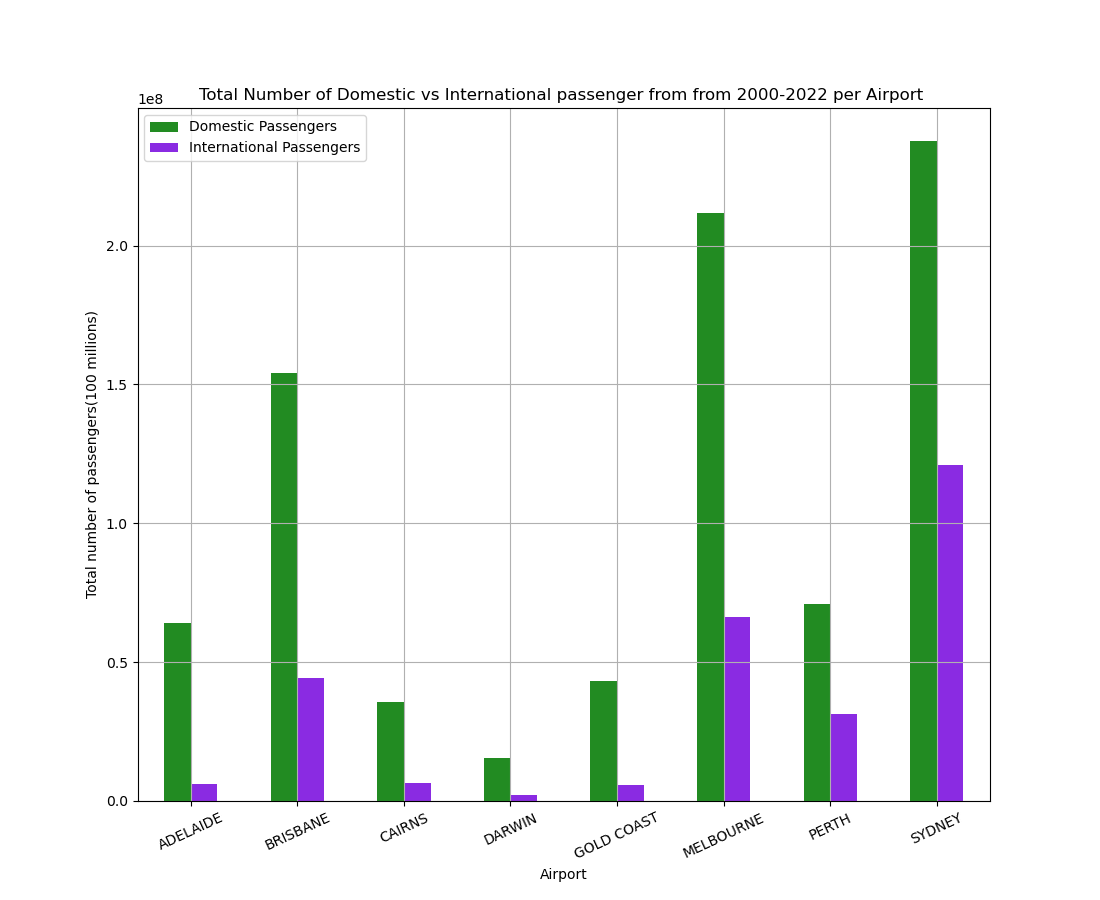 Total Number of Domestic vs International passenger from from 2000-2022 per Airport
1e8
Domestic Passengers
International Passengers
2.0
1.5
1.0
0.5
0.0
Total number of passengers(100 millions)
ADELAIDE
BRISBANE
CAIRNS
DARWIN
GOLD COAST
MELBOURNE
PERTH
SYDNEY
Airport